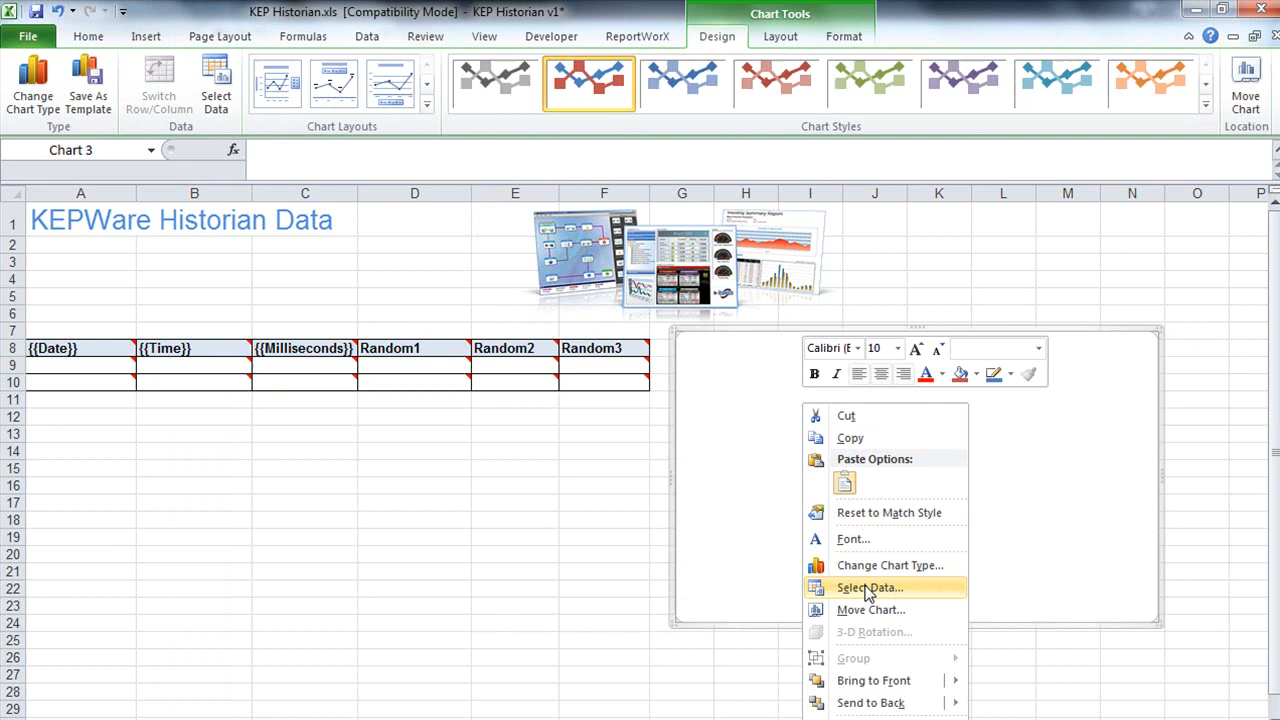 KEP Historian.xls [Compatibility Mode] - KEP Historian v1*
Chart Tools
File Home Insert Page Layout Formulas Data Review View Developer ReportWorX Design Layout Format
Change Chart Type
Save As Template
Switch Row/Column
Select Data
Move Chart
Type
Data
Chart Layouts
Chart Styles
Location
Chart 3
fx
A B C D E F G H I J K L M N O P
1
KEPWare Historian Data
Monthly Summary Report
2
3
4
5
6
7
8 {{Date}} {{Time}} {{Milliseconds}} Random1 Random2 Random3
9
10
11
12
13
14
15
16
17
18
19
20
21
22
23
24
25
26
27
28
29
Calibri (E 10 A A
B I A
Cut
Copy
Paste Options:
Reset to Match Style
A Font...
Change Chart Type...
Select Data...
Move Chart...
3-D Rotation...
Group
Bring to Front
Send to Back